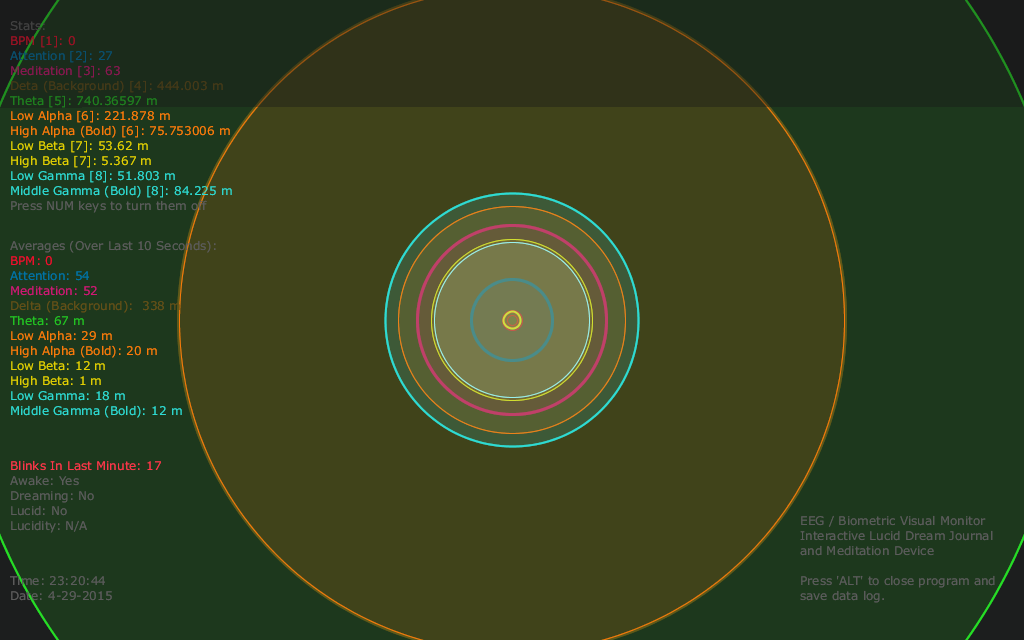 Stats:
BPM [1]: 0
Attention [2]: 27
Meditation [3]: 63
Deta (Background) [4]: 444.003 m
Theta [5]: 740.36597 m
Low Alpha [6]: 221.878 m
High Alpha (Bold) [6]: 75.753006 m
Low Beta [7]: 53.62 m
High Beta [7]: 5.367 m
Low Gamma [8]: 51.803 m
Middle Gamma (Bold) [8]: 84.225 m
Press NUM keys to turn them off
Averages (Over Last 10 Seconds):
BPM: 0
Attention: 54
Meditation: 52
Delta (Background):  338 m
Theta: 67 m
Low Alpha: 29 m
High Alpha (Bold): 20 m
Low Beta: 12 m
High Beta: 1 m
Low Gamma: 18 m
Middle Gamma (Bold): 12 m
Blinks In Last Minute: 17
Awake: Yes
Dreaming: No
Lucid: No
Lucidity: N/A
Time: 23:20:44
Date: 4-29-2015
EEG / Biometric Visual Monitor
Interactive Lucid Dream Journal
and Meditation Device
Press 'ALT' to close program and
save data log.